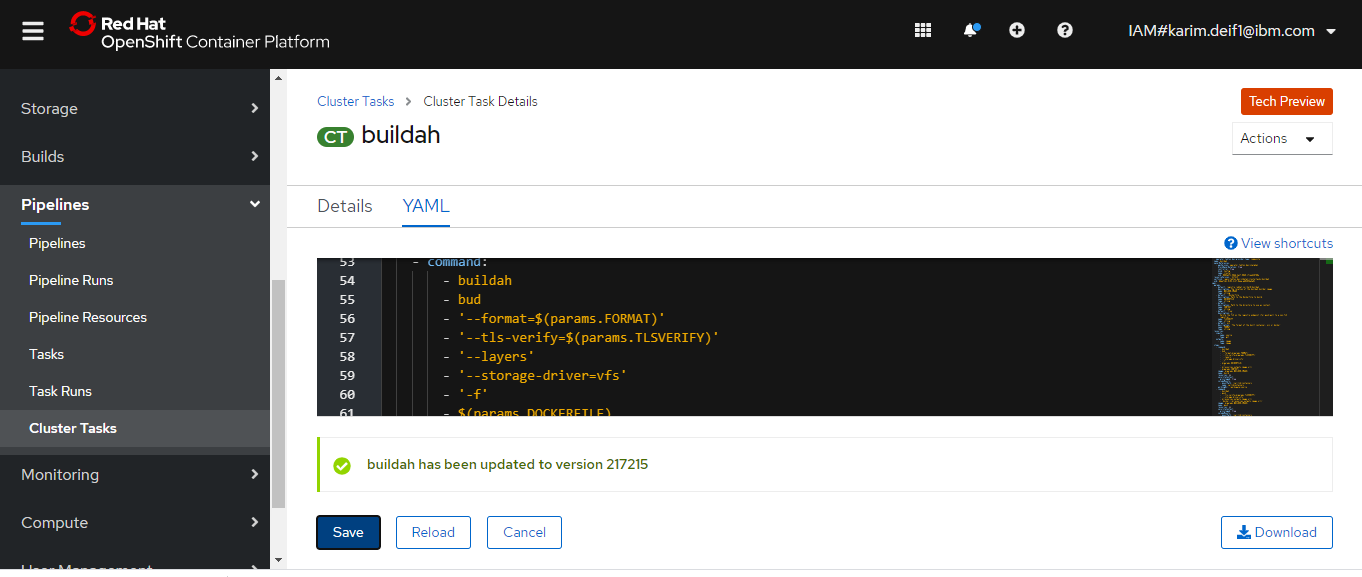 Red Hat
OpenShift Container Platform
IAM#karim.deif1@ibm.com
Storage
Builds
Pipelines
Pipelines
Pipeline Runs
Pipeline Resources
Tasks
Task Runs
Cluster Tasks
Monitoring
Compute
User Management
Cluster Tasks > Cluster Task Details
Tech Preview
CT buildah
Actions
Details YAML
View shortcuts
53 - command:
54 - buildah
55 - bud
56 - '--format=$(params.FORMAT)'
57 - '--tls-verify=$(params.TLSVERIFY)'
58 - '--layers'
59 - '--storage-driver=vfs'
60 - '-f'
61 - $(params.DOCKERFILE)
buildah has been updated to version 217215
Save Reload Cancel Download